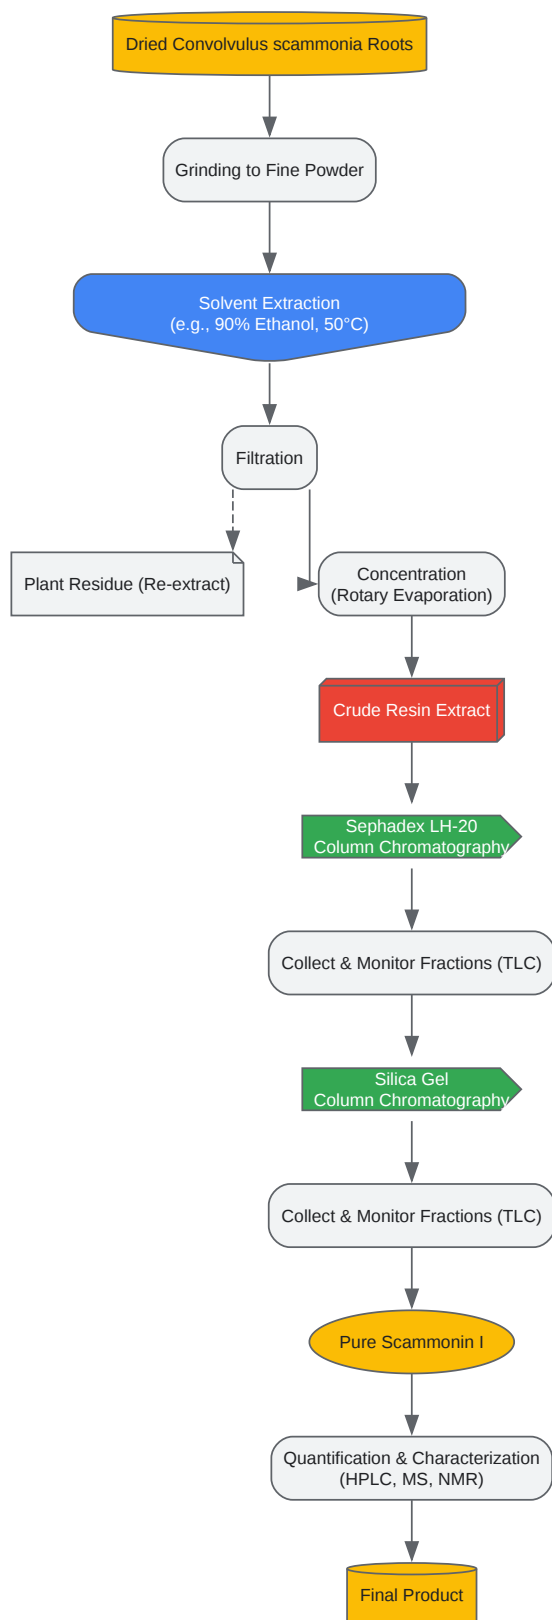 Dried Convolvulus scammonia Roots
Grinding to Fine Powder
Solvent Extraction
(e.g., 90% Ethanol, 50°C)
Filtration
Plant Residue (Re-extract)
Concentration
(Rotary Evaporation)
Crude Resin Extract
Sephadex LH-20
Column Chromatography
Collect & Monitor Fractions (TLC)
Silica Gel
Column Chromatography
Collect & Monitor Fractions (TLC)
Pure Scammonin I
Quantification & Characterization
(HPLC, MS, NMR)
Final Product